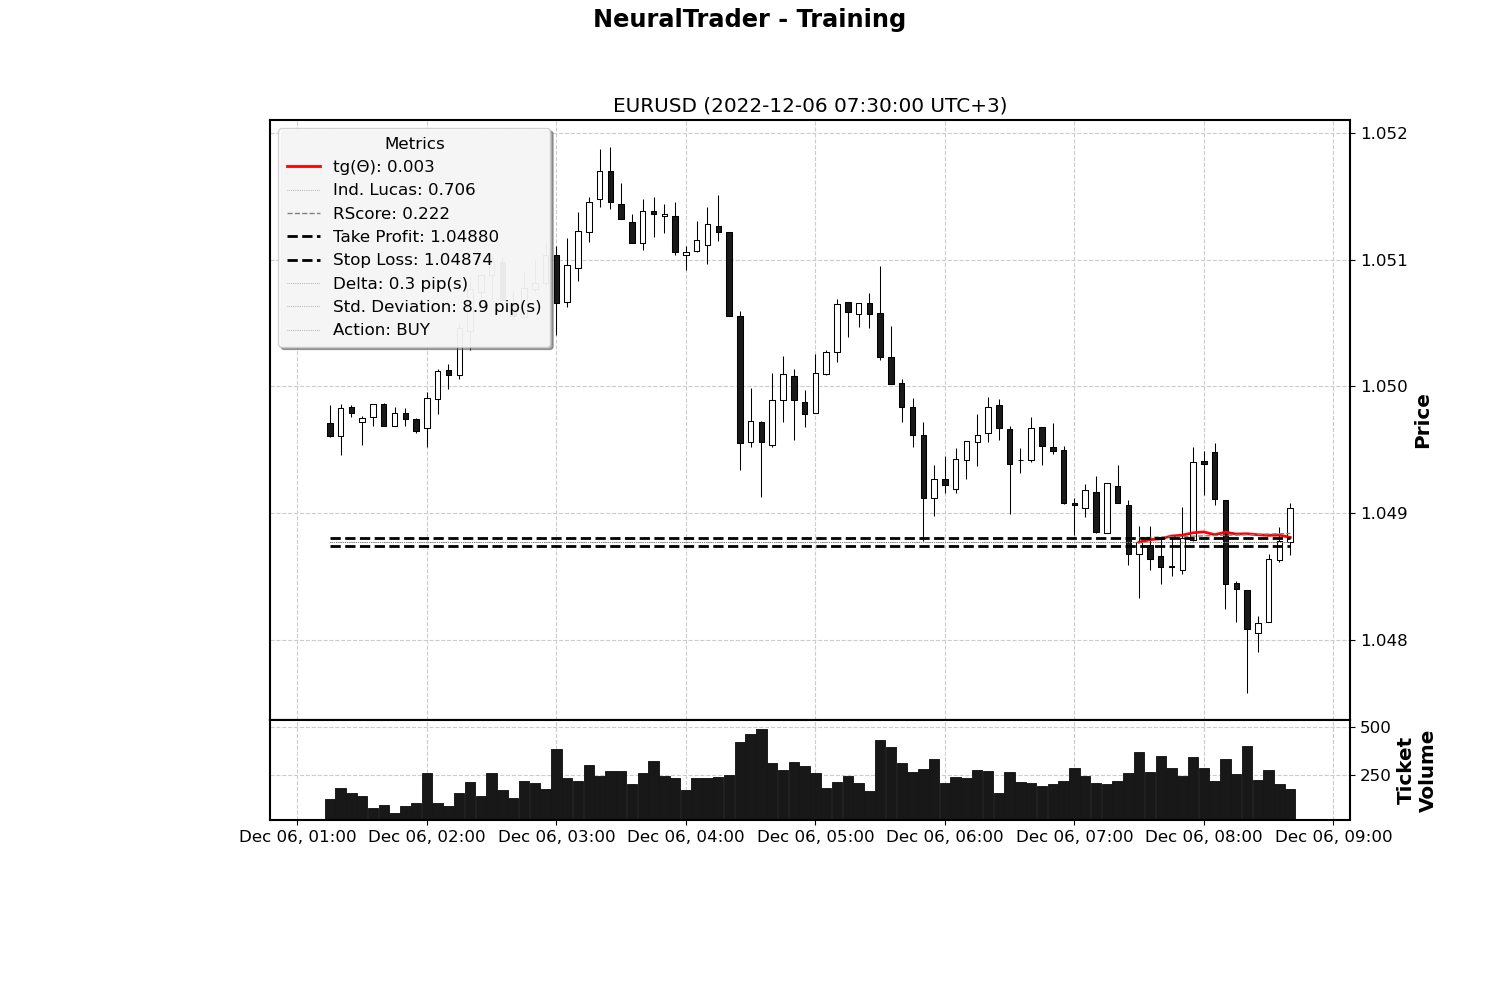 NeuralTrader - Training
EURUSD (2022-12-06 07:30:00 UTC+3)
Metrics
tg(Θ): 0.003
Ind. Lucas: 0.706
RScore: 0.222
Take Profit: 1.04880
Stop Loss: 1.04874
Delta: 0.3 pip(s)
Std. Deviation: 8.9 pip(s)
Action: BUY
1.052
1.051
1.050
1.049
1.048
Price
500
250
Ticket
Volume
Dec 06, 01:00 Dec 06, 02:00 Dec 06, 03:00 Dec 06, 04:00 Dec 06, 05:00 Dec 06, 06:00 Dec 06, 07:00 Dec 06, 08:00 Dec 06, 09:00